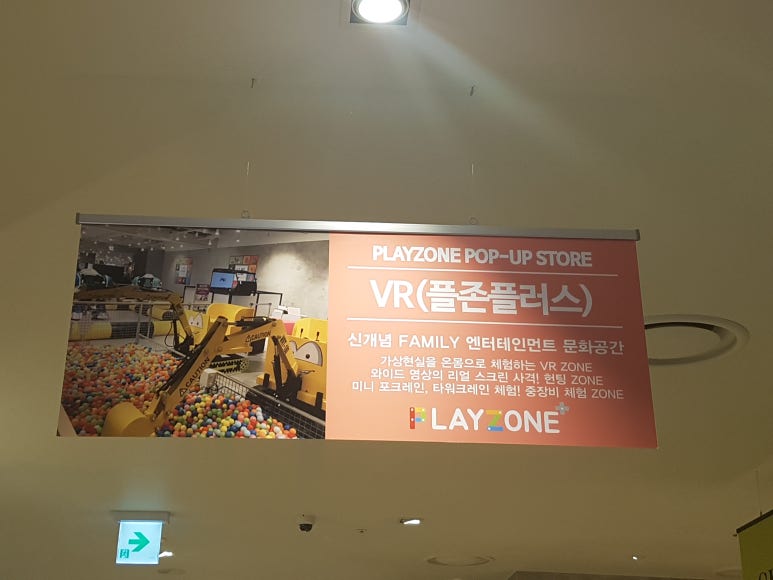 PLAYZONE POP-UP STORE
VR(플존플러스)
신개념 FAMILY 엔터테인먼트 문화공간
가상현실을 온몸으로 체험하는 VR ZONE
와이드 영상의 리얼 스크린 사격! 헌팅 ZONE
미니 포크레인, 타워크레인 체험! 중장비 체험 ZONE
PLAYZONE+
CAUTION
CAUTION